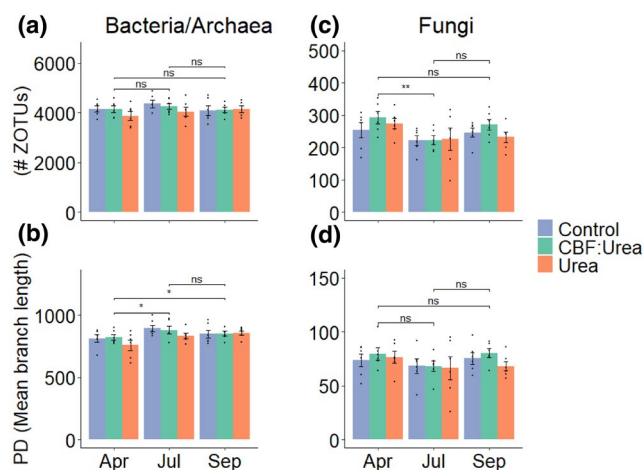 (a) Bacteria/Archaea
(c) Fungi
(# ZOTUs)
6000
4000
2000
0
ns
ns
ns
500
400
300
200
100
0
ns
ns
**
Control
CBF:Urea
Urea
(b)
PD (Mean branch length)
1000
500
0
ns
*
*
Apr Jul Sep
(d)
150
100
50
0
ns
ns
ns
Apr Jul Sep